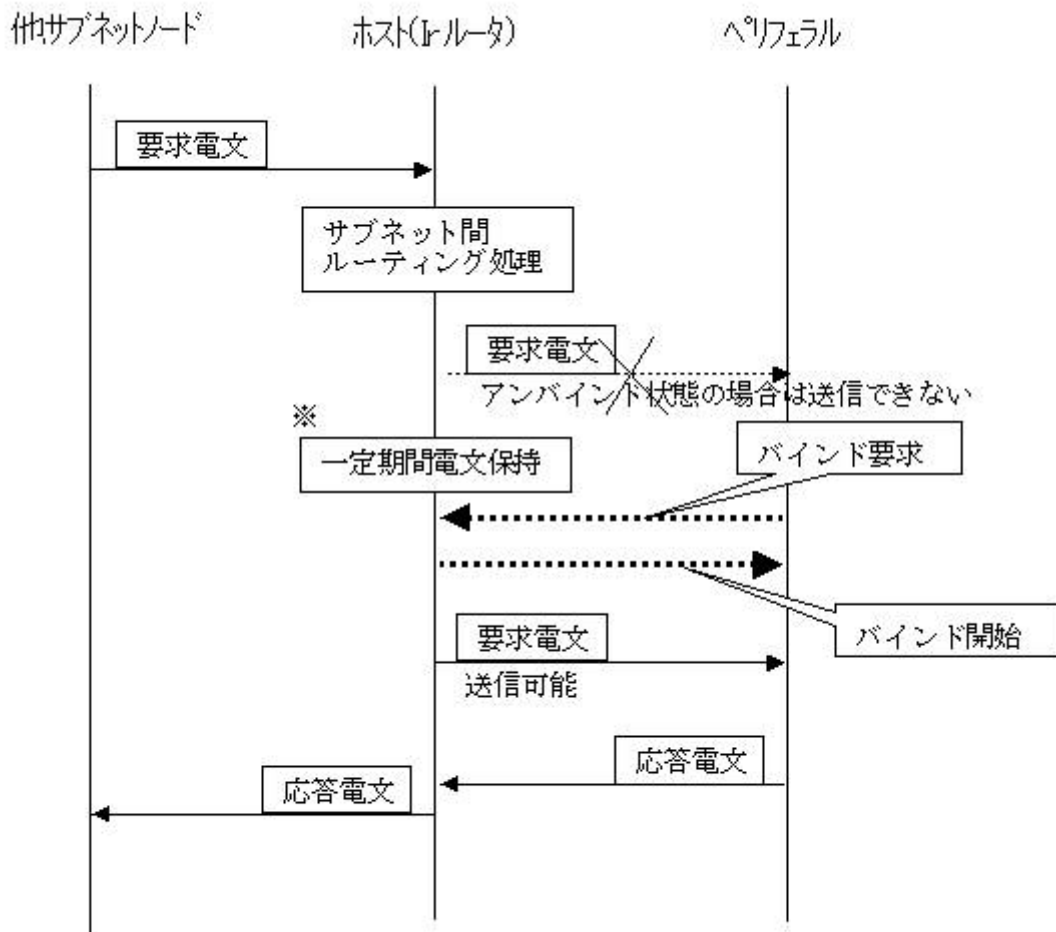 他サブネットノード
ホスト(Irルータ)
ペリフェラル
要求電文
サブネット間
ルーティング処理
要求電文
アンバインド状態の場合は送信できない
※
一定期間電文保持
バインド要求
バインド開始
要求電文
送信可能
応答電文
応答電文